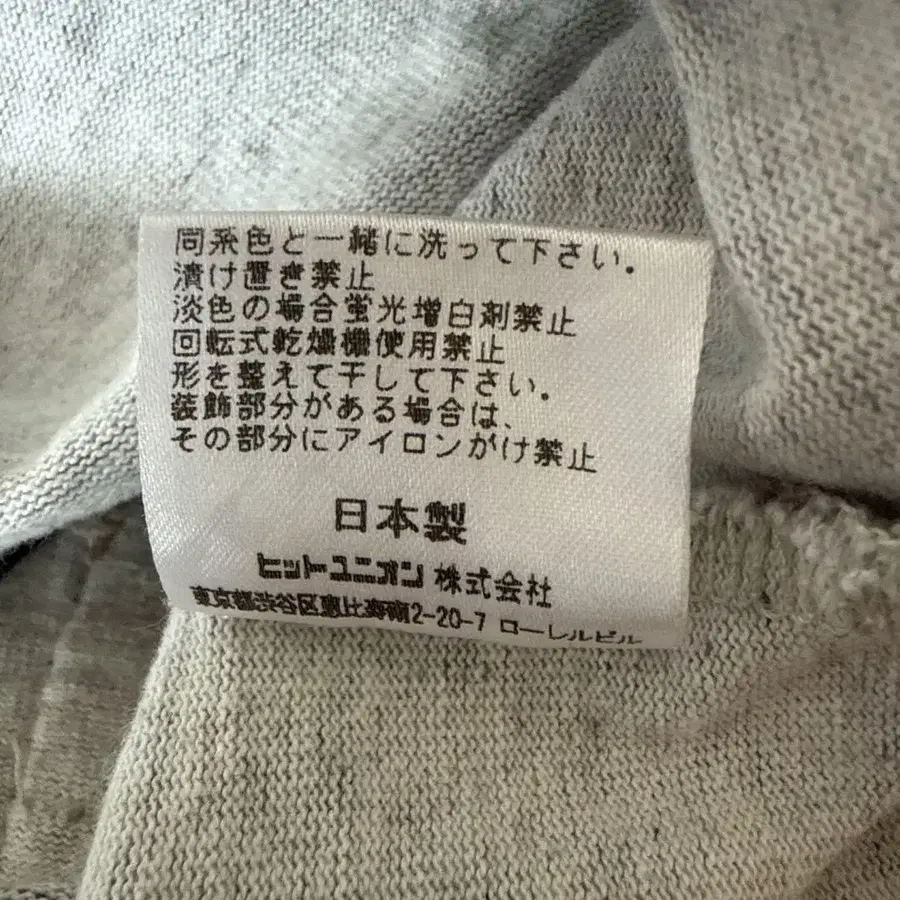 同系色と一緒に洗って下さい.
漬け置き禁止
淡色の場合蛍光増白剤禁止
回転式乾燥機使用禁止
形を整えて干して下さい.
装飾部分がある場合は、
その部分にアイロンがけ禁止
日本製
ヒットユニオン株式会社
東京都渋谷区恵比寿南2-20-7 ローレルビル